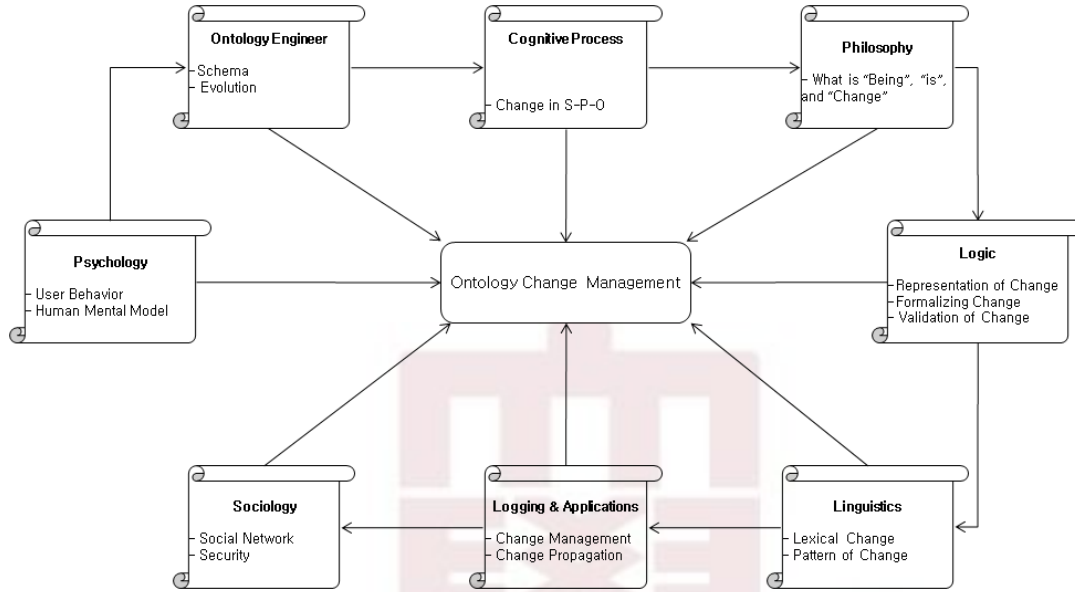 Ontology Engineer
- Schema
- Evolution
Cognitive Process
- Change in S-P-O
Philosophy
- What is “Being”, “is”,
and “Change”
Psychology
- User Behavior
- Human Mental Model
Ontology Change Management
Logic
- Representation of Change
- Formalizing Change
- Validation of Change
Sociology
- Social Network
- Security
Logging & Applications
- Change Management
- Change Propagation
Linguistics
- Lexical Change
- Pattern of Change